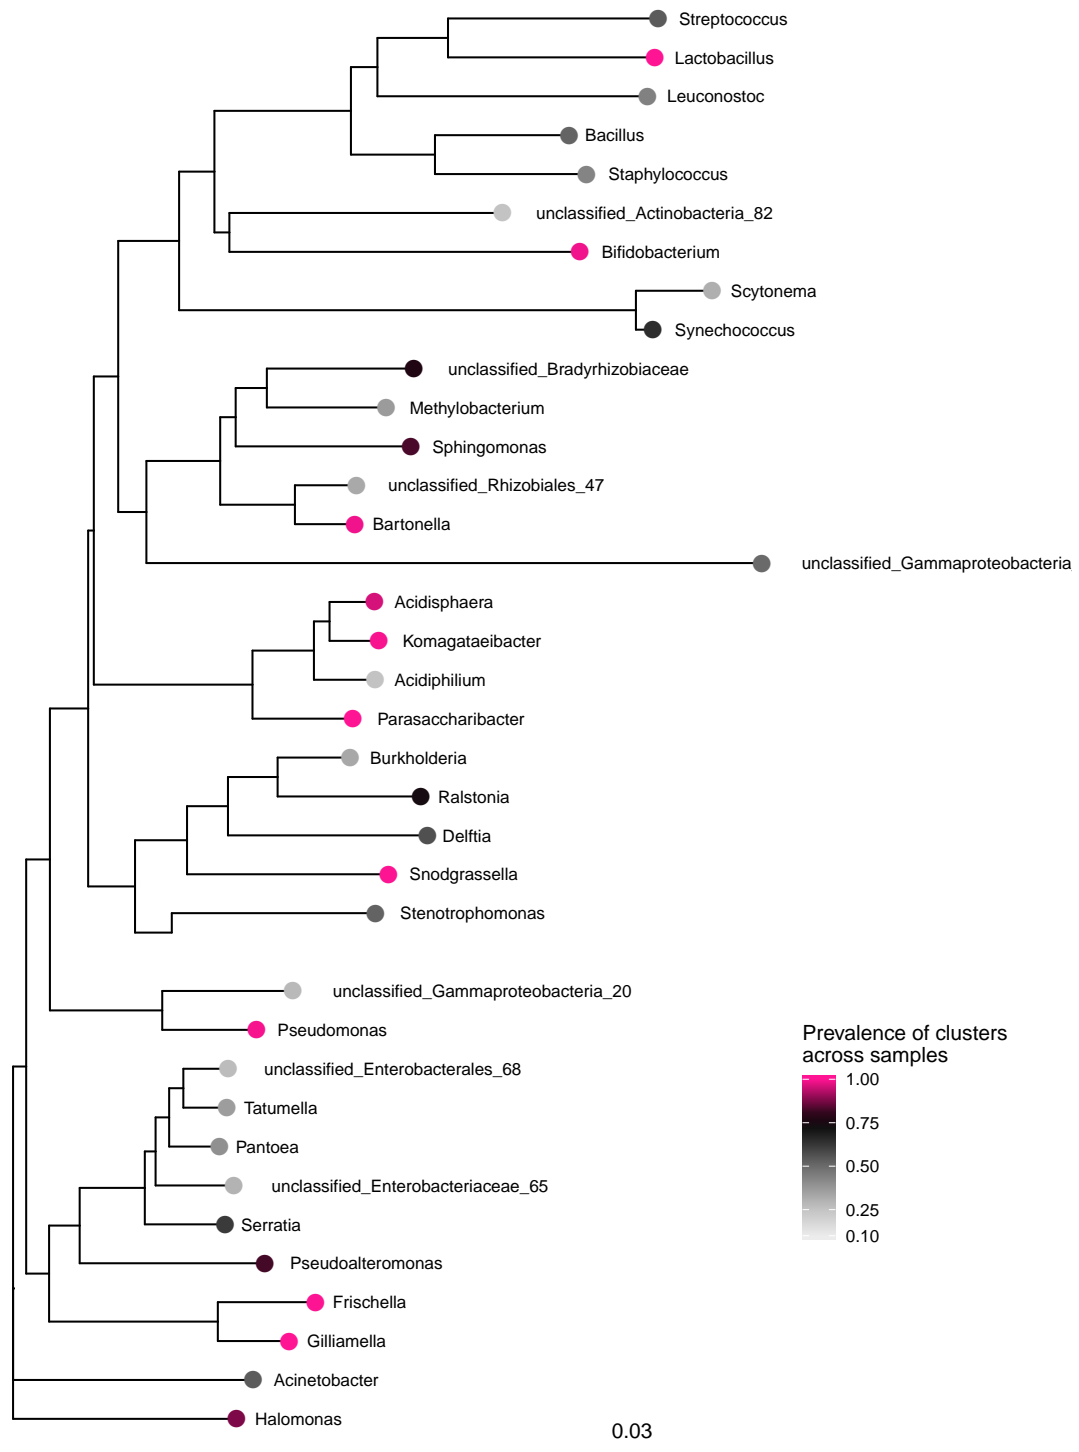 Streptococcus
Lactobacillus
Leuconostoc
Bacillus
Staphylococcus
unclassified_Actinobacteria_82
Bifidobacterium
Scytonema
Synechococcus
unclassified_Bradyrhizobiaceae
Methylobacterium
Sphingomonas
unclassified_Rhizobiales_47
Bartonella
unclassified_Gammaproteobacteria
Acidisphaera
Komagataeibacter
Acidiphilium
Parasaccharibacter
Burkholderia
Ralstonia
Delftia
Snodgrassella
Stenotrophomonas
unclassified_Gammaproteobacteria_20
Pseudomonas
unclassified_Enterobacterales_68
Tatumella
Pantoea
unclassified_Enterobacteriaceae_65
Serratia
Pseudoalteromonas
Frischella
Gilliamella
Acinetobacter
Halomonas
Prevalence of clusters
across samples
1.00
0.75
0.50
0.25
0.10
0.03